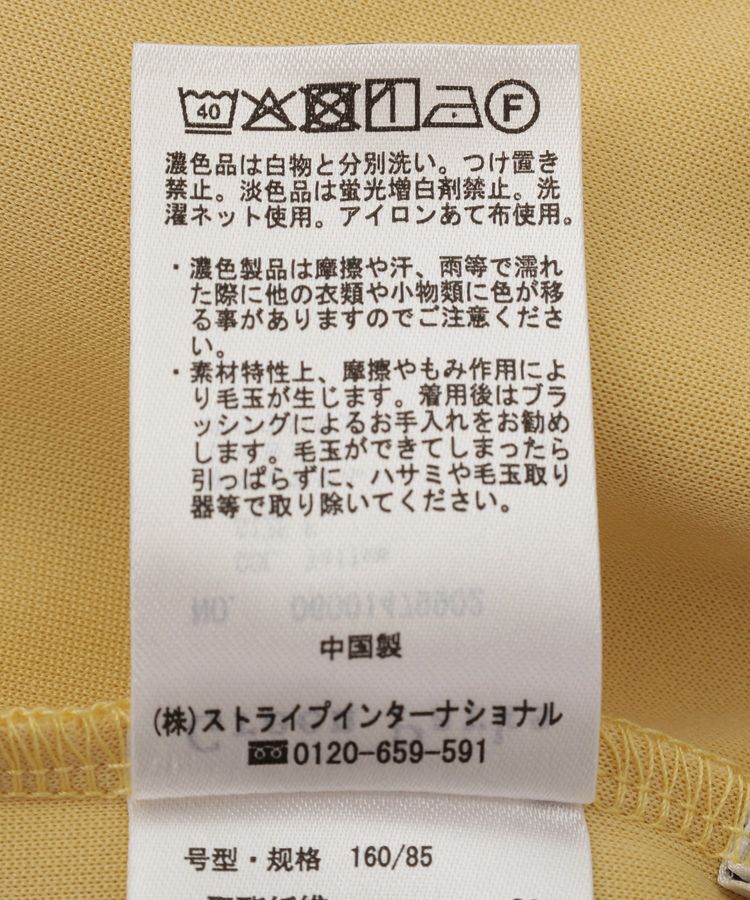 40 F
濃色品は白物と分別洗い。つけ置き
禁止。淡色品は蛍光増白剤禁止。洗
濯ネット使用。アイロンあて布使用。
・濃色製品は摩擦や汗、雨等で濡れ
た際に他の衣類や小物類に色が移
る事がありますのでご注意くださ
い。
・素材特性上、摩擦やもみ作用によ
り毛玉が生じます。着用後はブラ
ッシングによるお手入れをお勧め
します。毛玉ができてしまったら
引っぱらずに、ハサミや毛玉取り
器等で取り除いてください。
中国製
(株)ストライプインターナショナル
0120-659-591
号型・规格 160/85